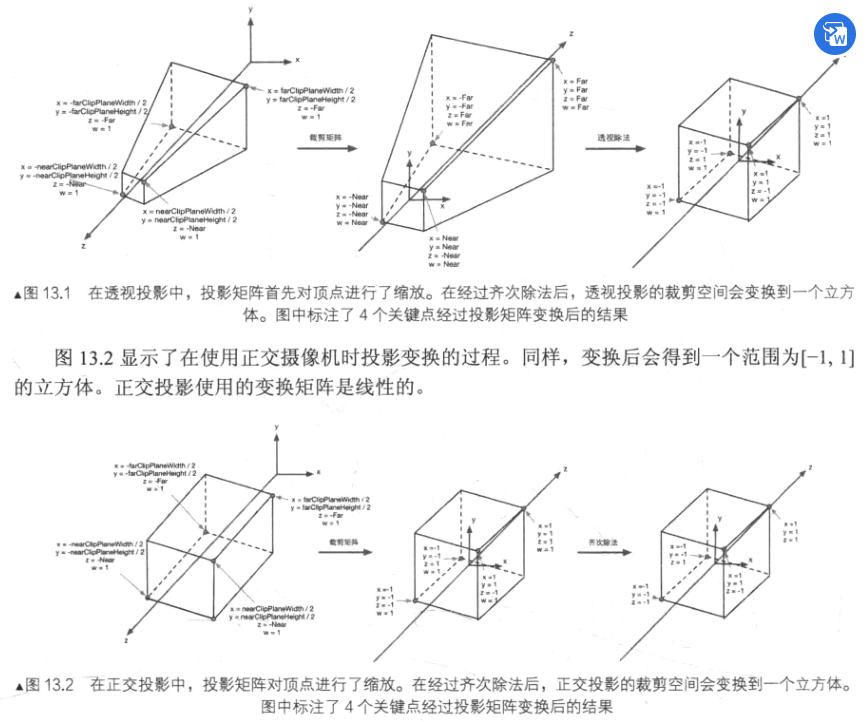 W
y
x
z
x = -farClipPlaneWidth / 2
y = -farClipPlaneHeight / 2
z = -Far
w = 1
x = farClipPlaneWidth / 2
y = farClipPlaneHeight / 2
z = -Far
w = 1
x = -nearClipPlaneWidth / 2
y = -nearClipPlaneHeight / 2
z = -Near
w = 1
x = nearClipPlaneWidth / 2
y = nearClipPlaneHeight / 2
z = -Near
w = 1
裁剪矩阵
z
y
x
x = -Far
y = -Far
z = Far
w = Far
x = Far
y = Far
z = Far
w = Far
x = -Near
y = -Near
z = -Near
w = Near
x = Near
y = Near
z = -Near
w = Near
透视除法
y
x
x =1
y = 1
z = 1
w = 1
x =-1
y = -1
z = 1
w = 1
x =1
y = 1
z = -1
w = 1
x =-1
y = -1
z = -1
w = 1
▲图 13.1 在透视投影中，投影矩阵首先对顶点进行了缩放。在经过齐次除法后，透视投影的裁剪空间会变换到一个立方
体。图中标注了 4 个关键点经过投影矩阵变换后的结果
图 13.2 显示了在使用正交摄像机时投影变换的过程。同样，变换后会得到一个范围为[−1, 1]
的立方体。正交投影使用的变换矩阵是线性的。
y
x
z
x = -farClipPlaneWidth / 2
y = -farClipPlaneHeight / 2
z = -Far
w = 1
x = farClipPlaneWidth / 2
y = farClipPlaneHeight / 2
z = -Far
w = 1
x = -nearClipPlaneWidth / 2
y = -nearClipPlaneHeight / 2
z = -Near
w = 1
x = nearClipPlaneWidth / 2
y = nearClipPlaneHeight / 2
z = -Near
w = 1
裁剪矩阵
z
y
x
x =1
y = 1
z = 1
w = 1
x =-1
y = -1
z = 1
w = 1
x =1
y = 1
z = -1
w = 1
x =-1
y = -1
z = -1
w = 1
齐次除法
z
y
x
x =1
y = 1
z = 1
x =-1
y = -1
z = 1
x =1
y = 1
z = -1
x =-1
y = -1
z = -1
▲图 13.2 在正交投影中，投影矩阵对顶点进行了缩放。在经过齐次除法后，正交投影的裁剪空间会变换到一个立方体。
图中标注了 4 个关键点经过投影矩阵变换后的结果